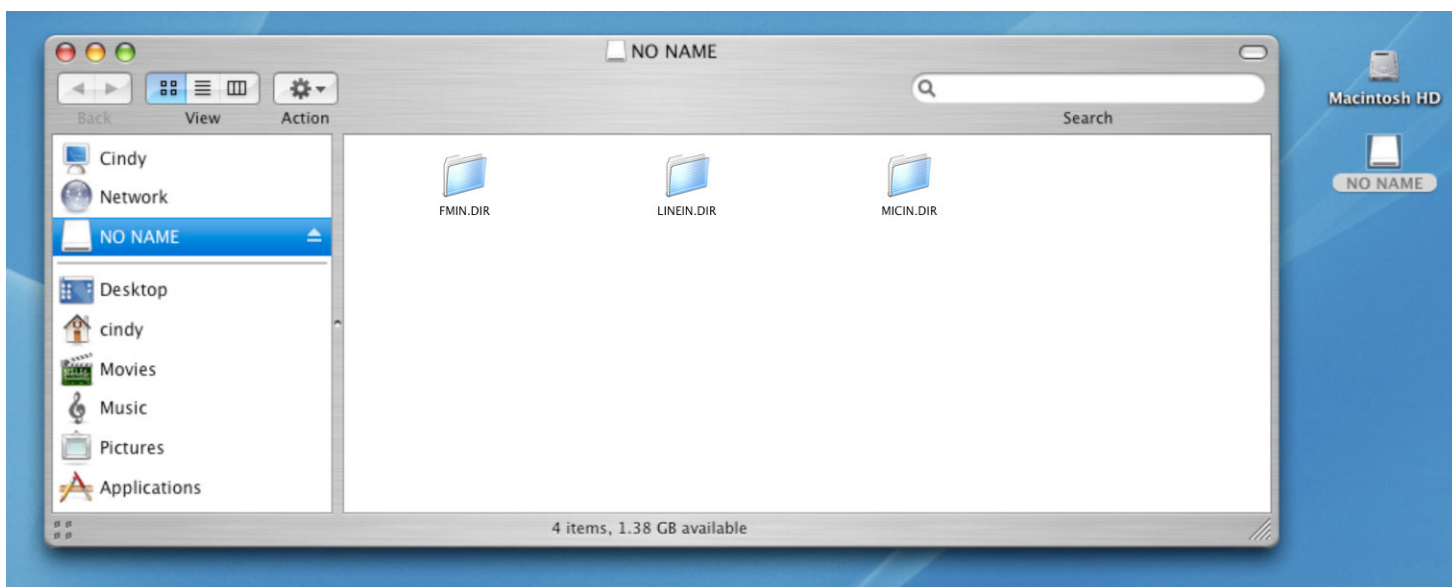 NO NAME
Back
View
Action
Search
Cindy
Network
NO NAME
Desktop
cindy
Movies
Music
Pictures
Applications
FMIN.DIR
LINEIN.DIR
MICIN.DIR
4 items, 1.38 GB available
Macintosh HD
NO NAME